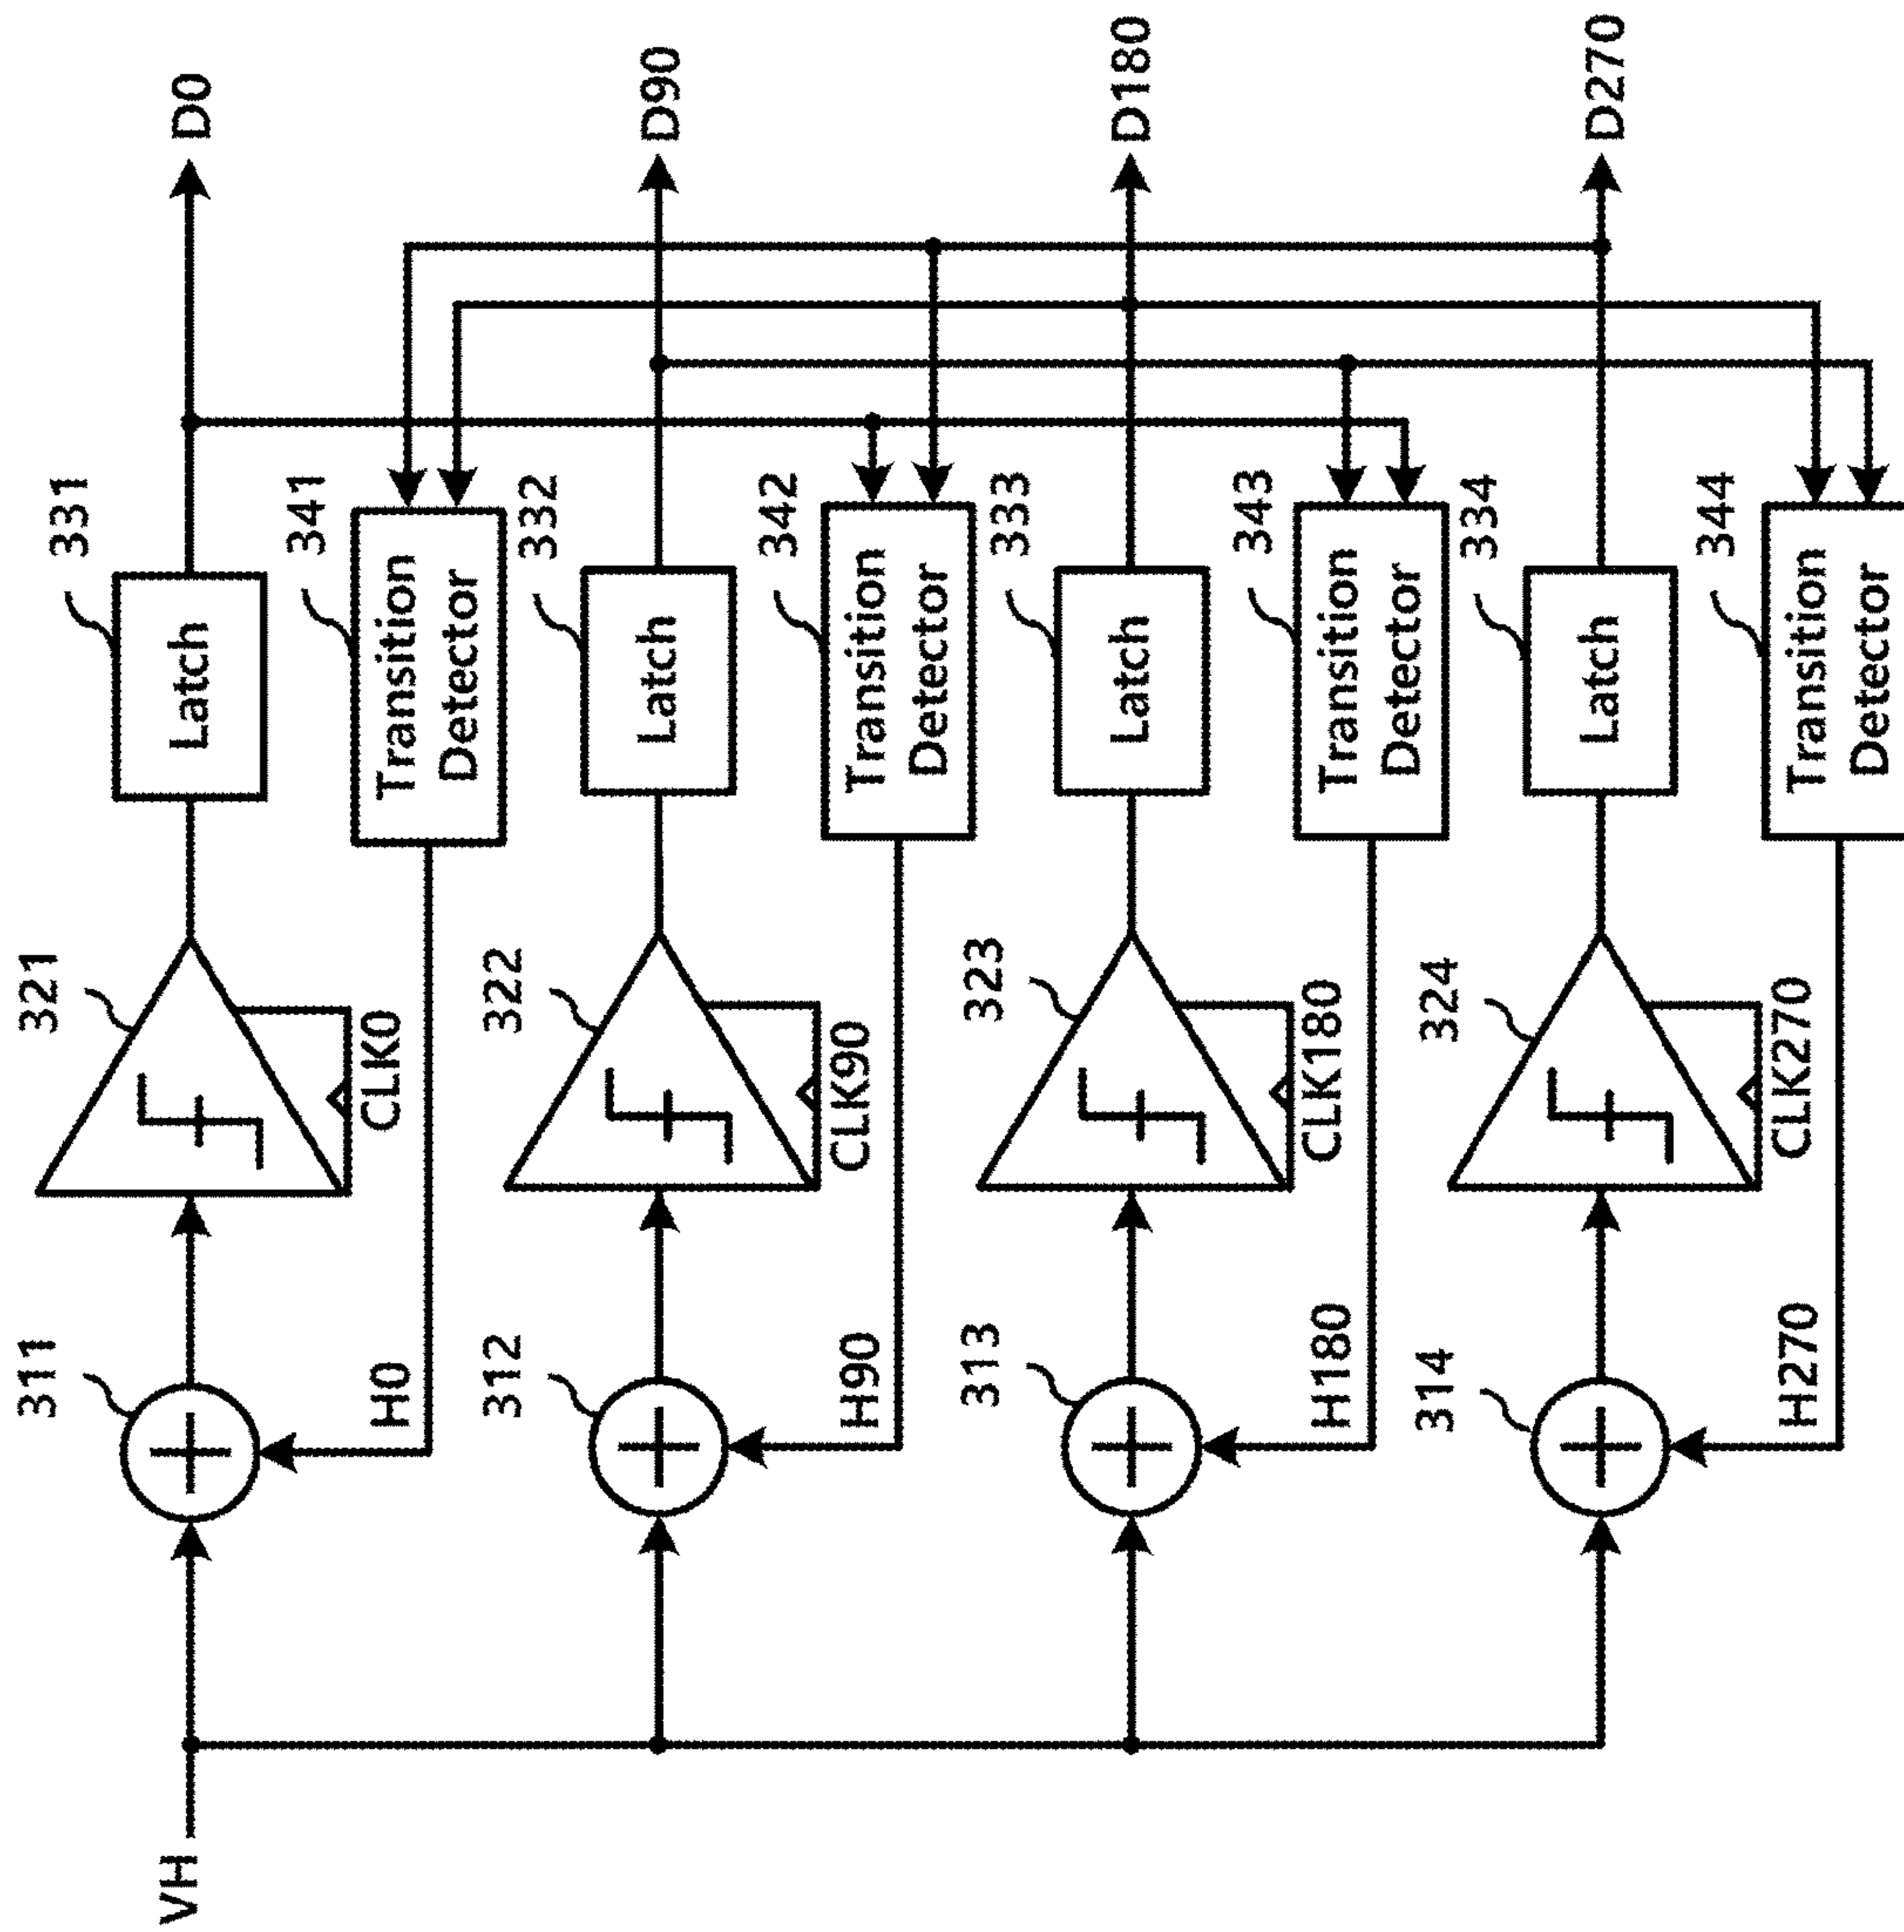 VH
311
H0
321
CLK0
331
Latch
D0
341
Transition
Detector
312
H90
322
CLK90
332
Latch
D90
342
Transition
Detector
313
H180
323
CLK180
333
Latch
D180
343
Transition
Detector
314
H270
324
CLK270
334
Latch
D270
344
Transition
Detector